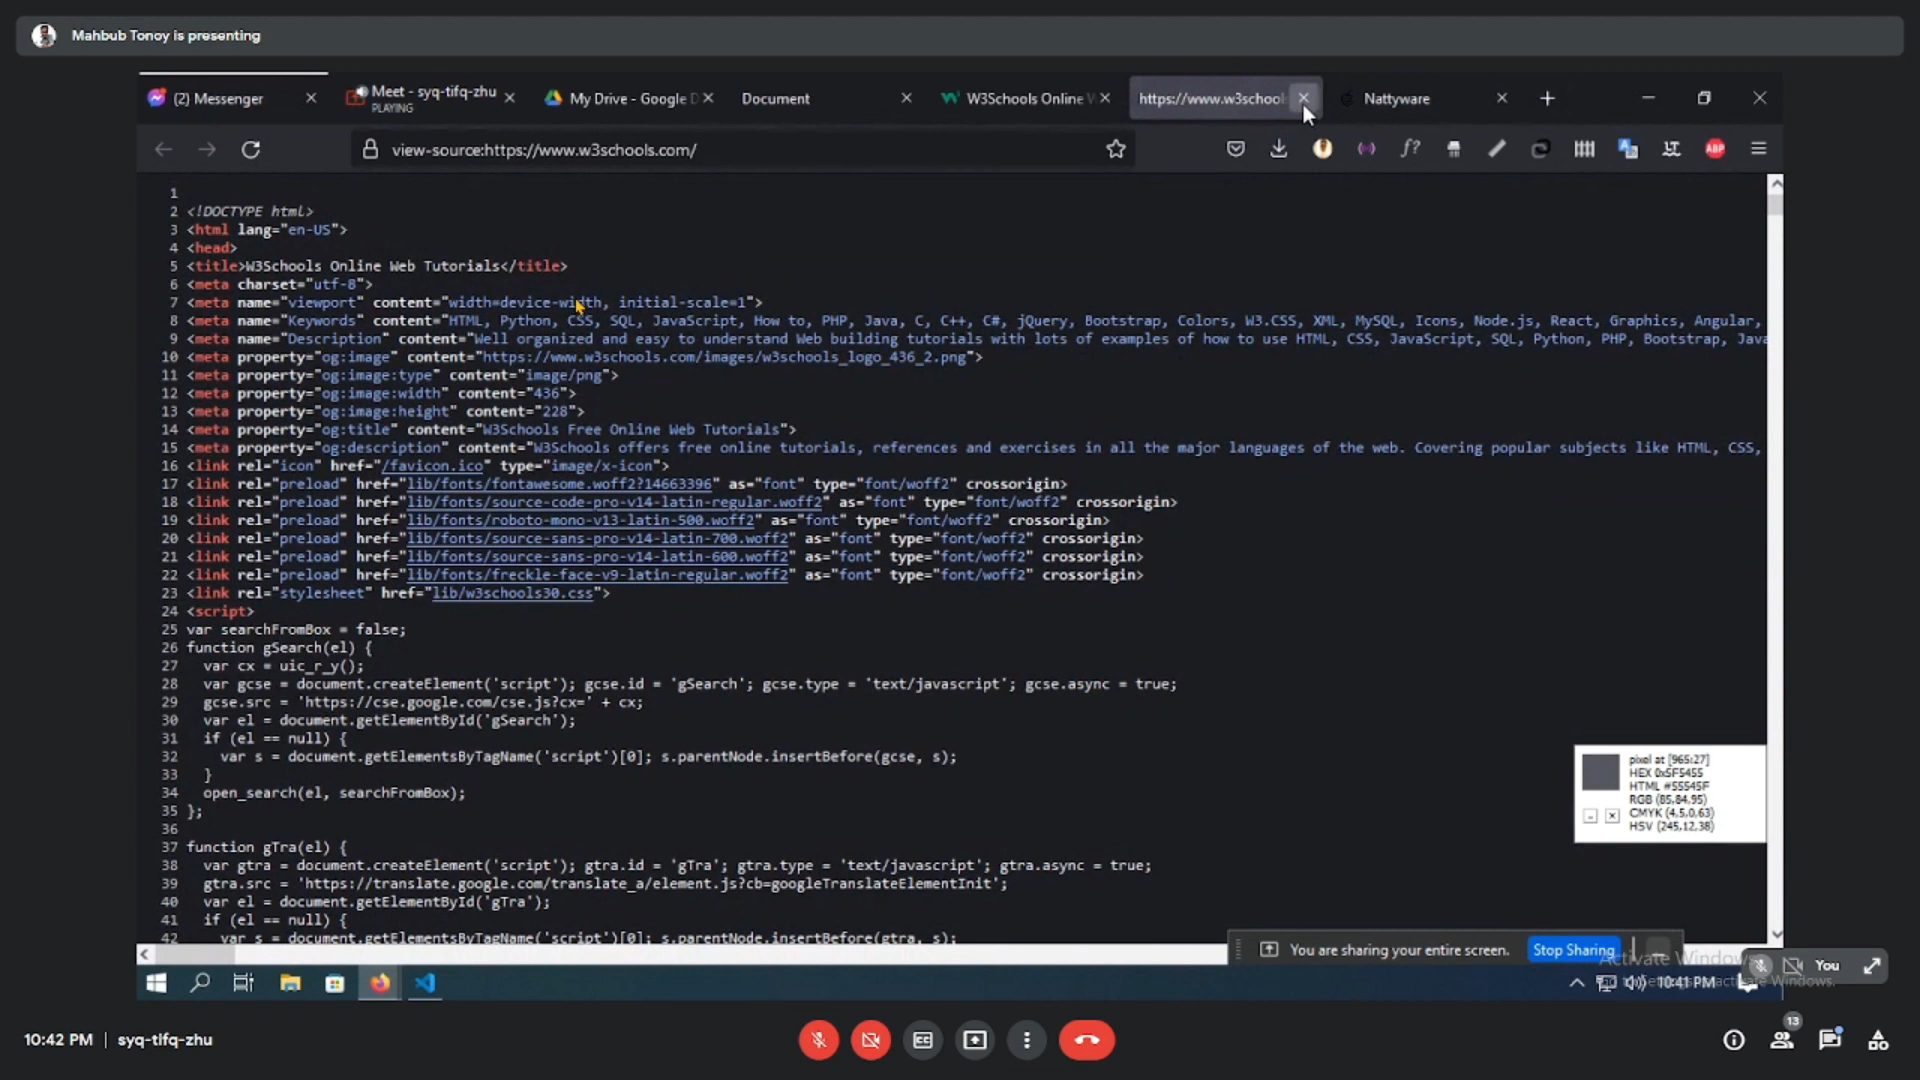 Mahbub Tonoy is presenting
(2) Messenger
Meet - syq-tifq-zhu
PLAYING
My Drive - Google D
Document
W3Schools Online W
https://www.w3school
Nattyware
view-source:https://www.w3schools.com/
ABP
1
2 <!DOCTYPE html>
3 <html lang="en-US">
4 <head>
5 <title>W3Schools Online Web Tutorials</title>
6 <meta charset="utf-8">
7 <meta name="viewport" content="width=device-width, initial-scale=1">
8 <meta name="Keywords" content="HTML, Python, CSS, SQL, JavaScript, How to, PHP, Java, C, C++, C#, jQuery, Bootstrap, Colors, W3.CSS, XML, MySQL, Icons, Node.js, React, Graphics, Angular,
9 <meta name="Description" content="Well organized and easy to understand Web building tutorials with lots of examples of how to use HTML, CSS, JavaScript, SQL, Python, PHP, Bootstrap, Java
10 <meta property="og:image" content="https://www.w3schools.com/images/w3schools_logo_436_2.png">
11 <meta property="og:image:type" content="image/png">
12 <meta property="og:image:width" content="436">
13 <meta property="og:image:height" content="228">
14 <meta property="og:title" content="W3Schools Free Online Web Tutorials">
15 <meta property="og:description" content="W3Schools offers free online tutorials, references and exercises in all the major languages of the web. Covering popular subjects like HTML, CSS,
16 <link rel="icon" href="/favicon.ico" type="image/x-icon">
17 <link rel="preload" href="lib/fonts/fontawesome.woff2?14663396" as="font" type="font/woff2" crossorigin>
18 <link rel="preload" href="lib/fonts/source-code-pro-v14-latin-regular.woff2" as="font" type="font/woff2" crossorigin>
19 <link rel="preload" href="lib/fonts/roboto-mono-v13-latin-500.woff2" as="font" type="font/woff2" crossorigin>
20 <link rel="preload" href="lib/fonts/source-sans-pro-v14-latin-700.woff2" as="font" type="font/woff2" crossorigin>
21 <link rel="preload" href="lib/fonts/source-sans-pro-v14-latin-600.woff2" as="font" type="font/woff2" crossorigin>
22 <link rel="preload" href="lib/fonts/freckle-face-v9-latin-regular.woff2" as="font" type="font/woff2" crossorigin>
23 <link rel="stylesheet" href="lib/w3schools30.css">
24 <script>
25 var searchFromBox = false;
26 function gSearch(el) {
27 var cx = uic_r_y();
28 var gcse = document.createElement('script'); gcse.id = 'gSearch'; gcse.type = 'text/javascript'; gcse.async = true;
29 gcse.src = 'https://cse.google.com/cse.js?cx=' + cx;
30 var el = document.getElementById('gSearch');
31 if (el == null) {
32 var s = document.getElementsByTagName('script')[0]; s.parentNode.insertBefore(gcse, s);
33 }
34 open_search(el, searchFromBox);
35 };
36
37 function gTra(el) {
38 var gtra = document.createElement('script'); gtra.id = 'gTra'; gtra.type = 'text/javascript'; gtra.async = true;
39 gtra.src = 'https://translate.google.com/translate_a/element.js?cb=googleTranslateElementInit';
40 var el = document.getElementById('gTra');
41 if (el == null) {
42 var s = document.getElementsByTagName('script')[0]; s.parentNode.insertBefore(gtra, s);
pixel at [965:27]
HEX 0x5F5455
HTML #55545F
RGB (85,84,95)
CMYK (4,5,0,63)
HSV (245,12,38)
You are sharing your entire screen.
Stop Sharing
Activate Windows
You
10:41 PM
activate Windows.
10:42 PM | syq-tifq-zhu
13